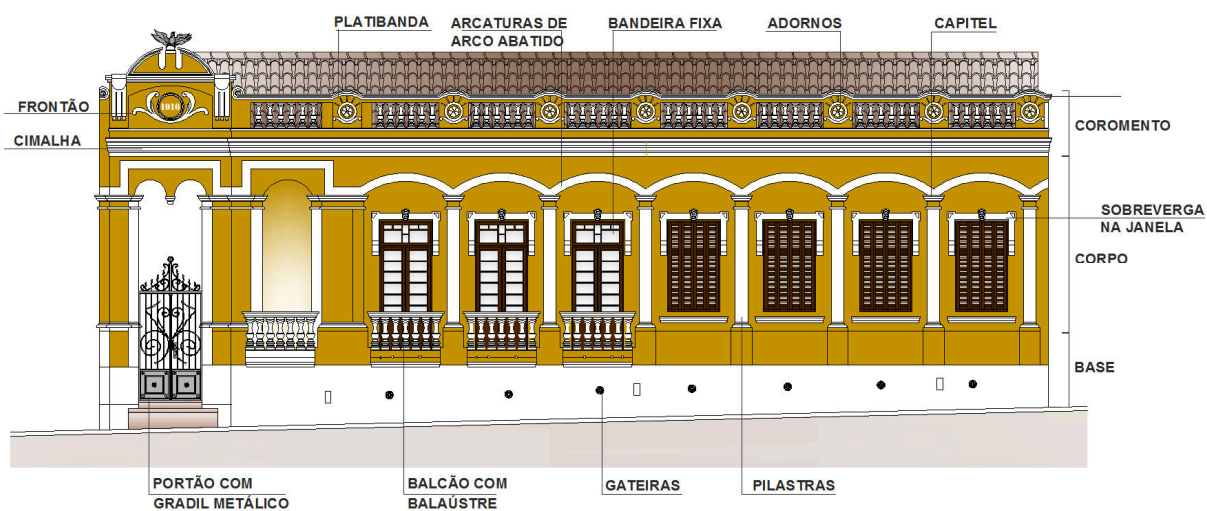 PLATIBANDA
ARCATURAS DE
ARCO ABATIDO
BANDEIRA FIXA
ADORNOS
CAPITEL
FRONTÃO
1910
CIMALHA
COROMENTO
SOBREVERGA
NA JANELA
CORPO
BASE
PORTÃO COM
GRADIL METÁLICO
BALCÃO COM
BALAÚSTRE
GATEIRAS
PILASTRAS